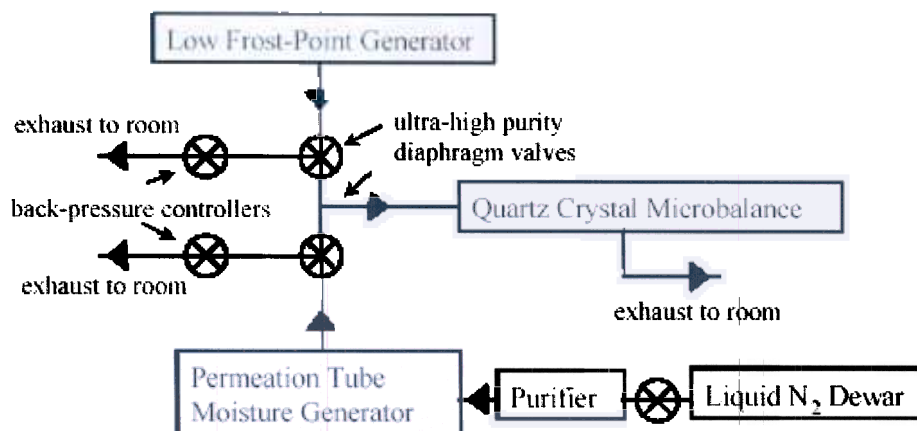 Low Frost-Point Generator
exhaust to room
ultra-high purity
diaphragm valves
back-pressure controllers
Quartz Crystal Microbalance
exhaust to room
exhaust to room
Permeation Tube
Moisture Generator
Purifier
Liquid N₂ Dewar